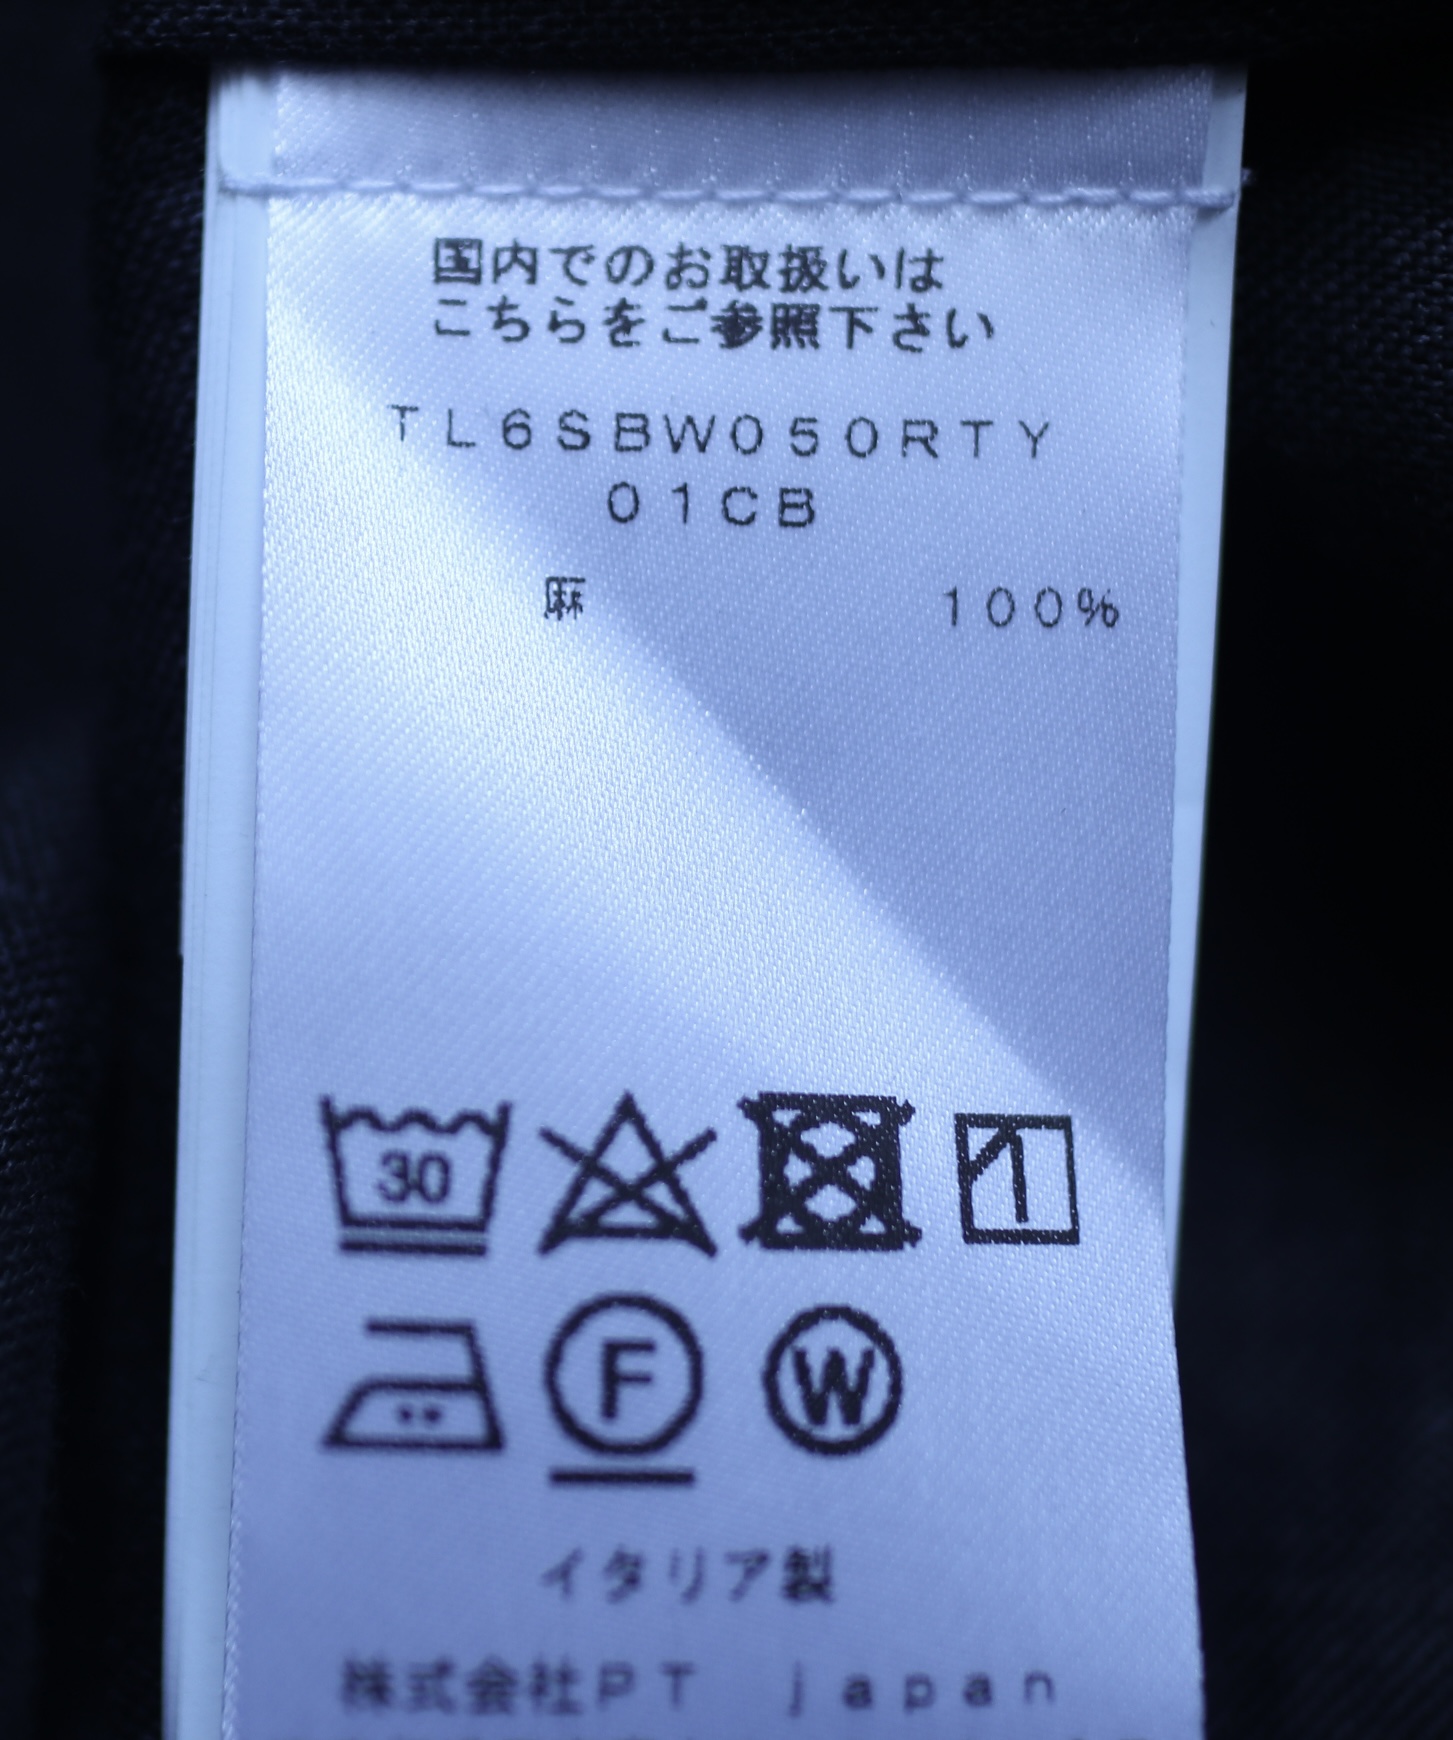 国内でのお取扱いは
こちらをご参照下さい
TL6SBW050RTY
01CB
麻 100%
30
F W
イタリア製
株式会社PT japan